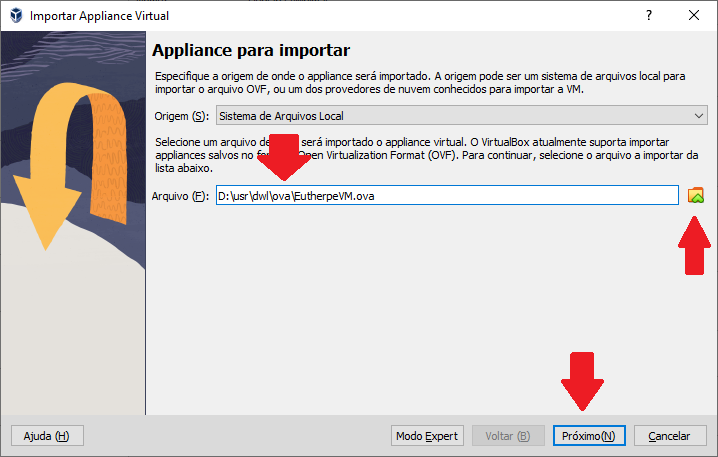 Importar Appliance Virtual
Appliance para importar
Especifique a origem de onde o appliance será importado. A origem pode ser um sistema de arquivos local para
importar o arquivo OVF, ou um dos provedores de nuvem conhecidos para importar a VM.
Origem (S): Sistema de Arquivos Local
Selecione um arquivo de será importado o appliance virtual. O VirtualBox atualmente suporta importar
appliances salvos no Open Virtualization Format (OVF). Para continuar, selecione o arquivo a importar da
lista abaixo.
Arquivo (F): D:\usr\dwl\ova\EutherpeVM.ova
Ajuda (H)
Modo Expert
Voltar (B)
Próximo(N)
Cancelar